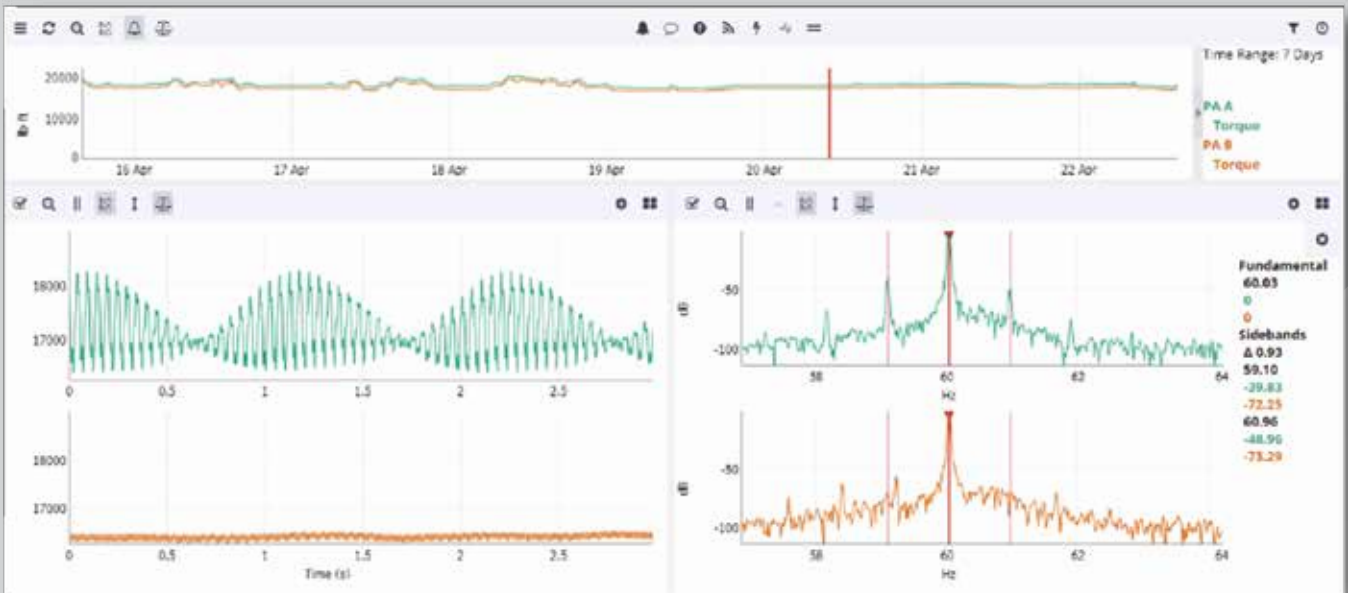 Time Range: 7 Days
20000
10000
0
lb ft
16 Apr 17 Apr 18 Apr 19 Apr 20 Apr 21 Apr 22 Apr
PA A
Torque
PA B
Torque
18000
17000
0 0.5 1 1.5 2 2.5
18000
17000
0 0.5 1 1.5 2 2.5
Time (s)
-50
-100
dB
58 60 62 64
Hz
-50
-100
dB
58 60 62 64
Hz
Fundamental
60.03
0
0
Sidebands
Δ 0.93
59.10
-72.25
60.96
-48.96